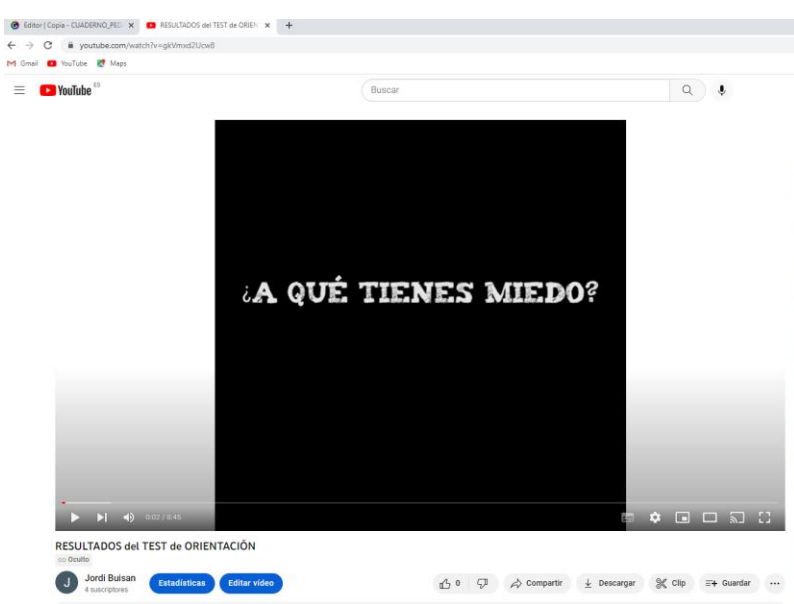 Editor | Copia - CUADERNO_PED
RESULTADOS del TEST de ORIEN
youtube.com/watch?v=gkVmxd2Ucw8
Gmail YouTube Maps
YouTube ES
Buscar
¿A QUÉ TIENES MIEDO?
0:02 / 8:45
RESULTADOS del TEST de ORIENTACIÓN
Oculto
J Jordi Buisan
4 suscriptores
Estadísticas Editar vídeo 0 Compartir Descargar Clip Guardar